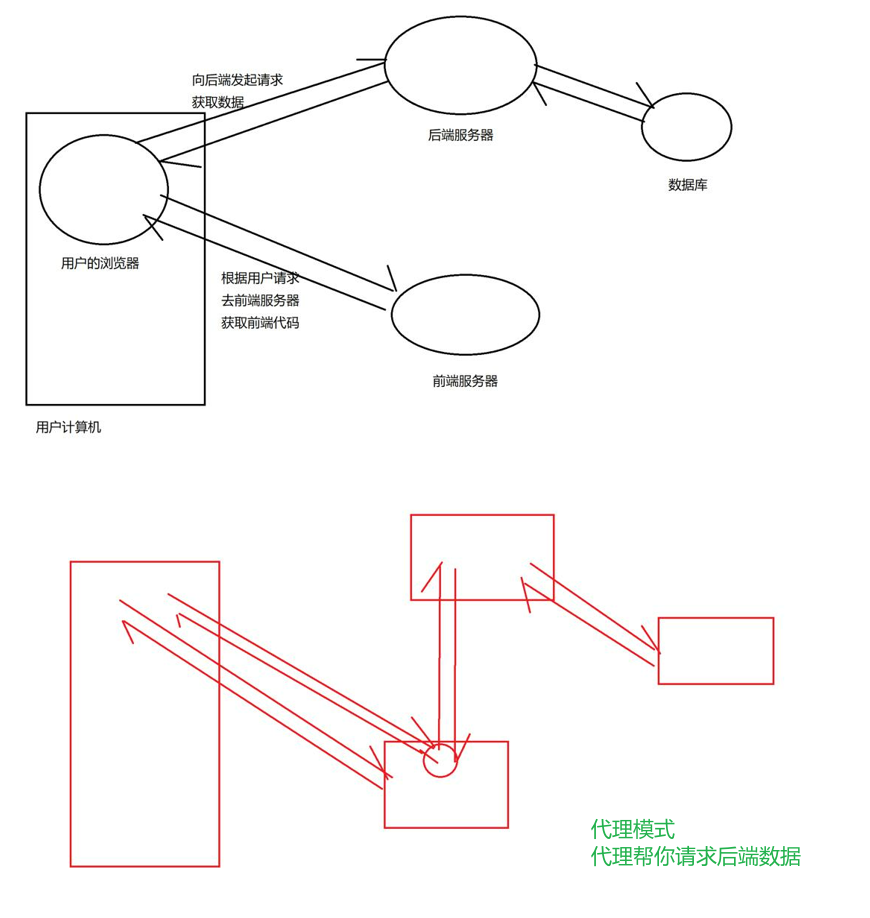 向后端发起请求
获取数据
后端服务器
数据库
用户的浏览器
根据用户请求
去前端服务器
获取前端代码
前端服务器
用户计算机
代理模式
代理帮你请求后端数据